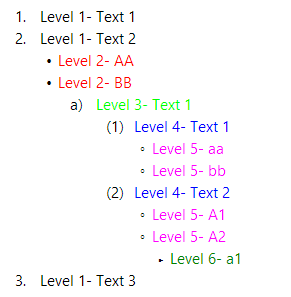 1. Level 1- Text 1
2. Level 1- Text 2
• Level 2- AA
• Level 2- BB
a) Level 3- Text 1
(1) Level 4- Text 1
▫ Level 5- aa
▫ Level 5- bb
(2) Level 4- Text 2
▫ Level 5- A1
▫ Level 5- A2
▸ Level 6- a1
3. Level 1- Text 3